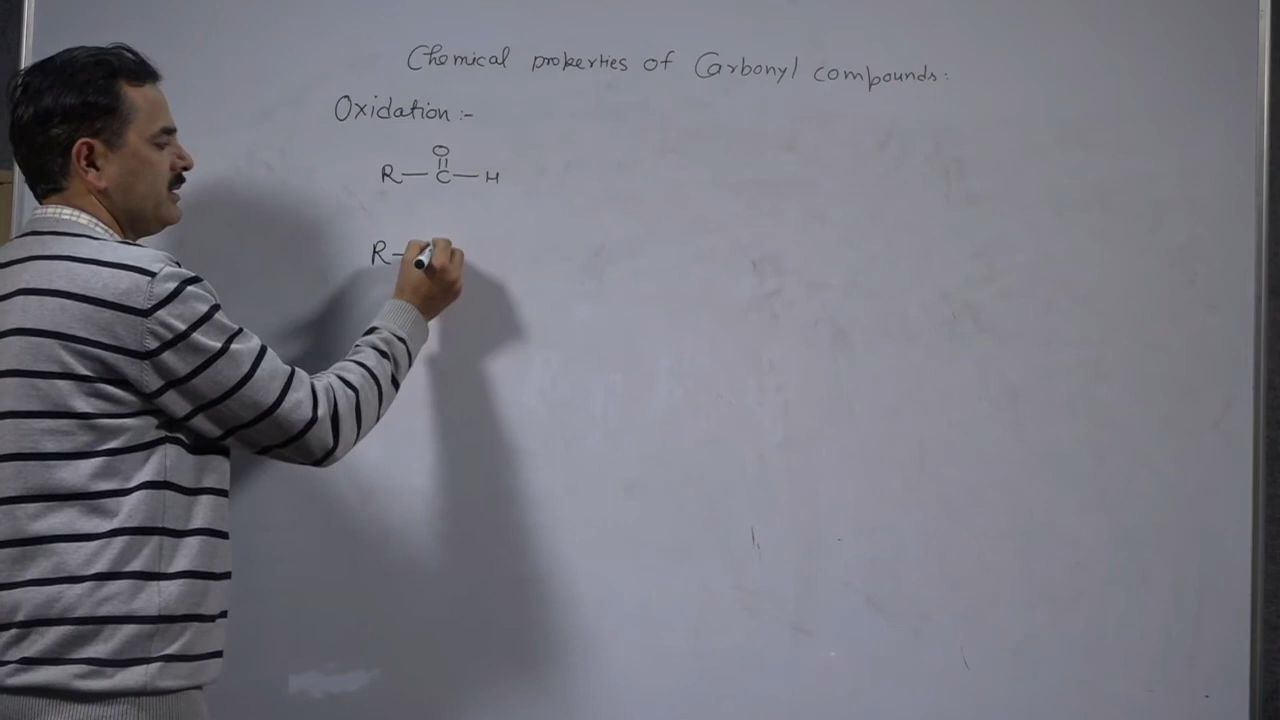 Chemical properties of Carbonyl compounds:
Oxidation :-
O
R — C — H
R -